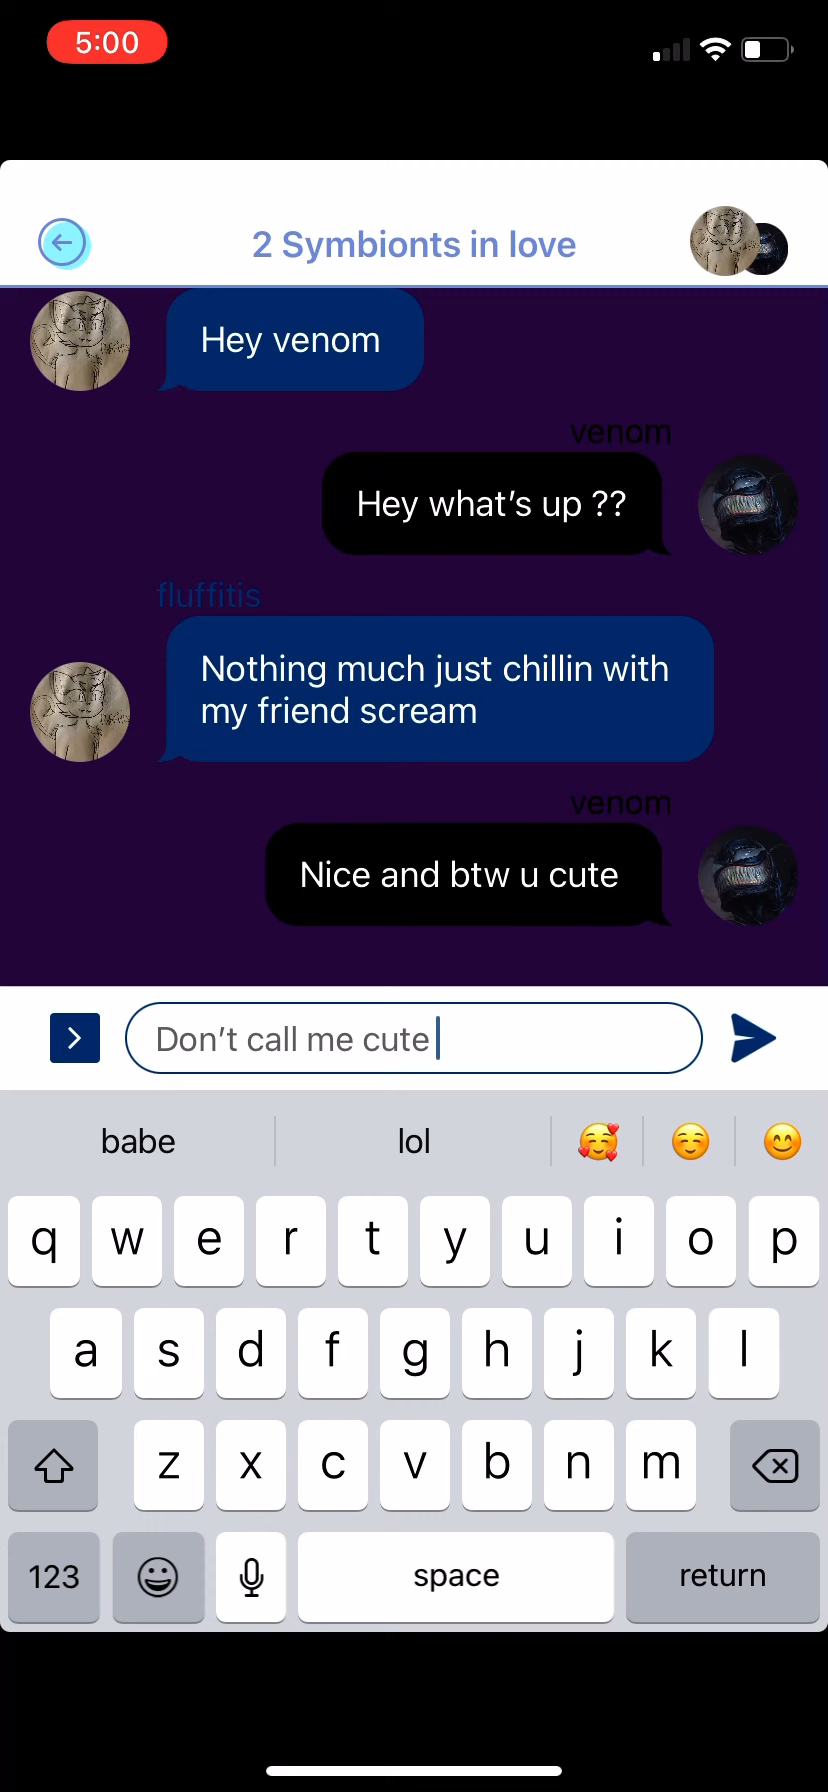 5:00
2 Symbionts in love
Hey venom
venom
Hey what's up ??
fluffitis
Nothing much just chillin with
my friend scream
venom
Nice and btw u cute
Don't call me cute
babe lol
q w e r t y u i o p
a s d f g h j k l
z x c v b n m
123 space return